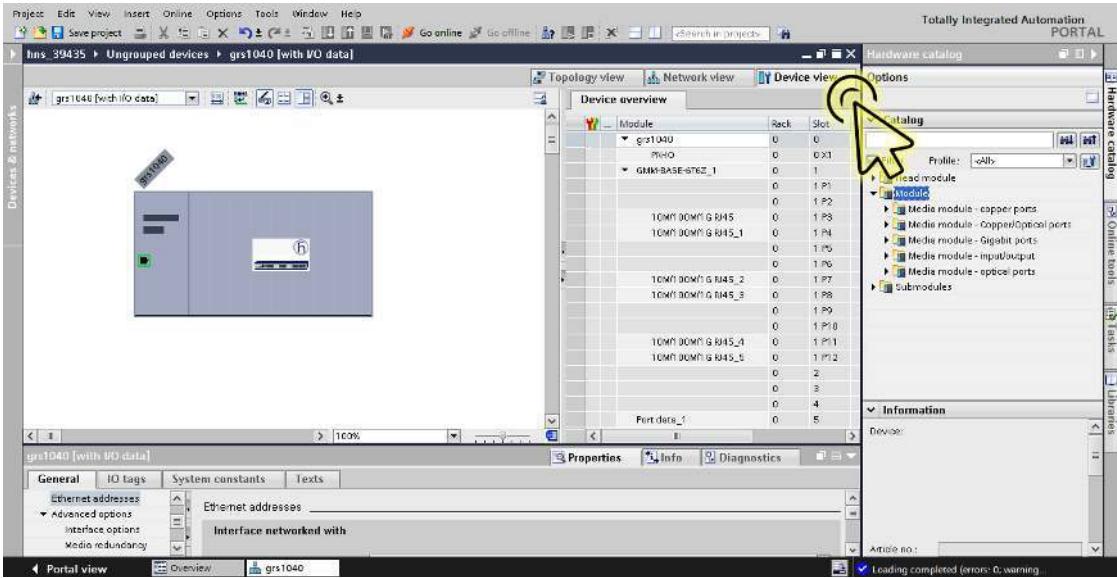 Project Edit View Insert Online Options Tools Window Help
Totally Integrated Automation
PORTAL
Save project
Go online
Go offline
<Search in project>
hns_39435 ▸ Ungrouped devices ▸ grs1040 [with I/O data]
Hardware catalog
Topology view
Network view
Device view
Options
grs1040 [with I/O data]
Device overview
Module Rack Slot
grs1040 0 0
PN-IO 0 0 X1
GMM-BASE-6T6Z_1 0 1
0 1 P1
0 1 P2
10M/100M/1G RJ45 0 1 P3
10M/100M/1G RJ45_1 0 1 P4
0 1 P5
0 1 P6
10M/100M/1G RJ45_2 0 1 P7
10M/100M/1G RJ45_3 0 1 P8
0 1 P9
0 1 P10
10M/100M/1G RJ45_4 0 1 P11
10M/100M/1G RJ45_5 0 1 P12
0 2
0 3
0 4
Port data_1 0 5
grs1040
Catalog
Profile: <All>
Head module
Module
Media module - copper ports
Media module - Copper/Optical ports
Media module - Gigabit ports
Media module - input/output
Media module - optical ports
Submodules
Information
Device:
Article no.:
Devices & networks
Hardware catalog
Online tools
Tasks
Libraries
100%
grs1040 [with I/O data]
Properties
Info
Diagnostics
General
IO tags
System constants
Texts
Ethernet addresses
Advanced options
Interface options
Media redundancy
Ethernet addresses
Interface networked with
Portal view
Overview
grs1040
Loading completed (errors: 0; warning...